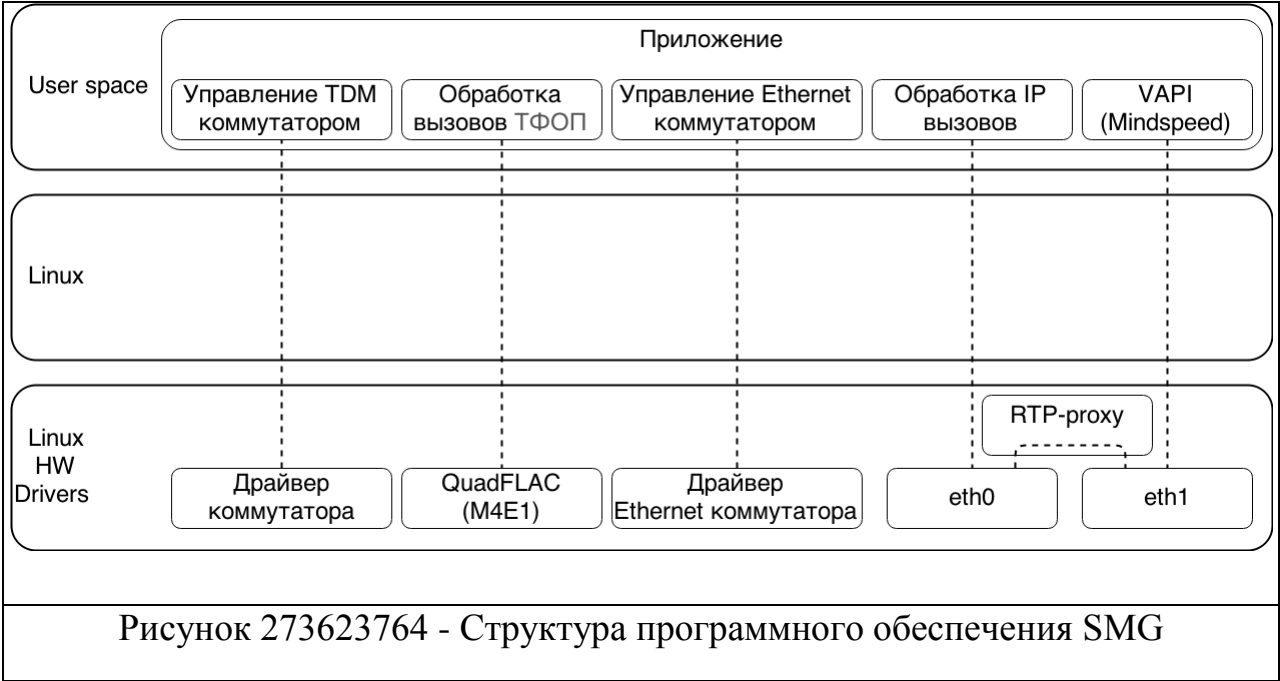 Приложение
User space
Управление TDM
коммутатором
Обработка
вызовов ТФОП
Управление Ethernet
коммутатором
Обработка IP
вызовов
VAPI
(Mindspeed)
Linux
Linux
HW
Drivers
RTP-proxy
Драйвер
коммутатора
QuadFLAC
(M4E1)
Драйвер
Ethernet коммутатора
eth0
eth1
Рисунок 273623764 - Структура программного обеспечения SMG